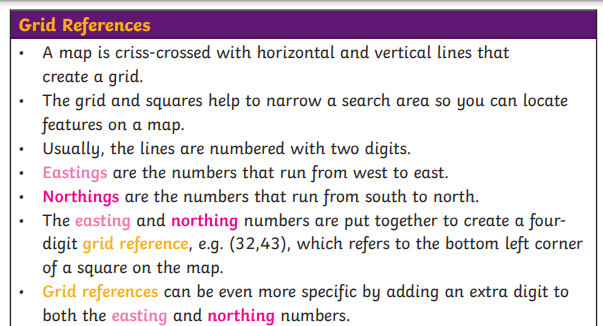 Grid References
• A map is criss-crossed with horizontal and vertical lines that
create a grid.
• The grid and squares help to narrow a search area so you can locate
features on a map.
• Usually, the lines are numbered with two digits.
• Eastings are the numbers that run from west to east.
• Northings are the numbers that run from south to north.
• The easting and northing numbers are put together to create a four-
digit grid reference, e.g. (32,43), which refers to the bottom left corner
of a square on the map.
• Grid references can be even more specific by adding an extra digit to
both the easting and northing numbers.